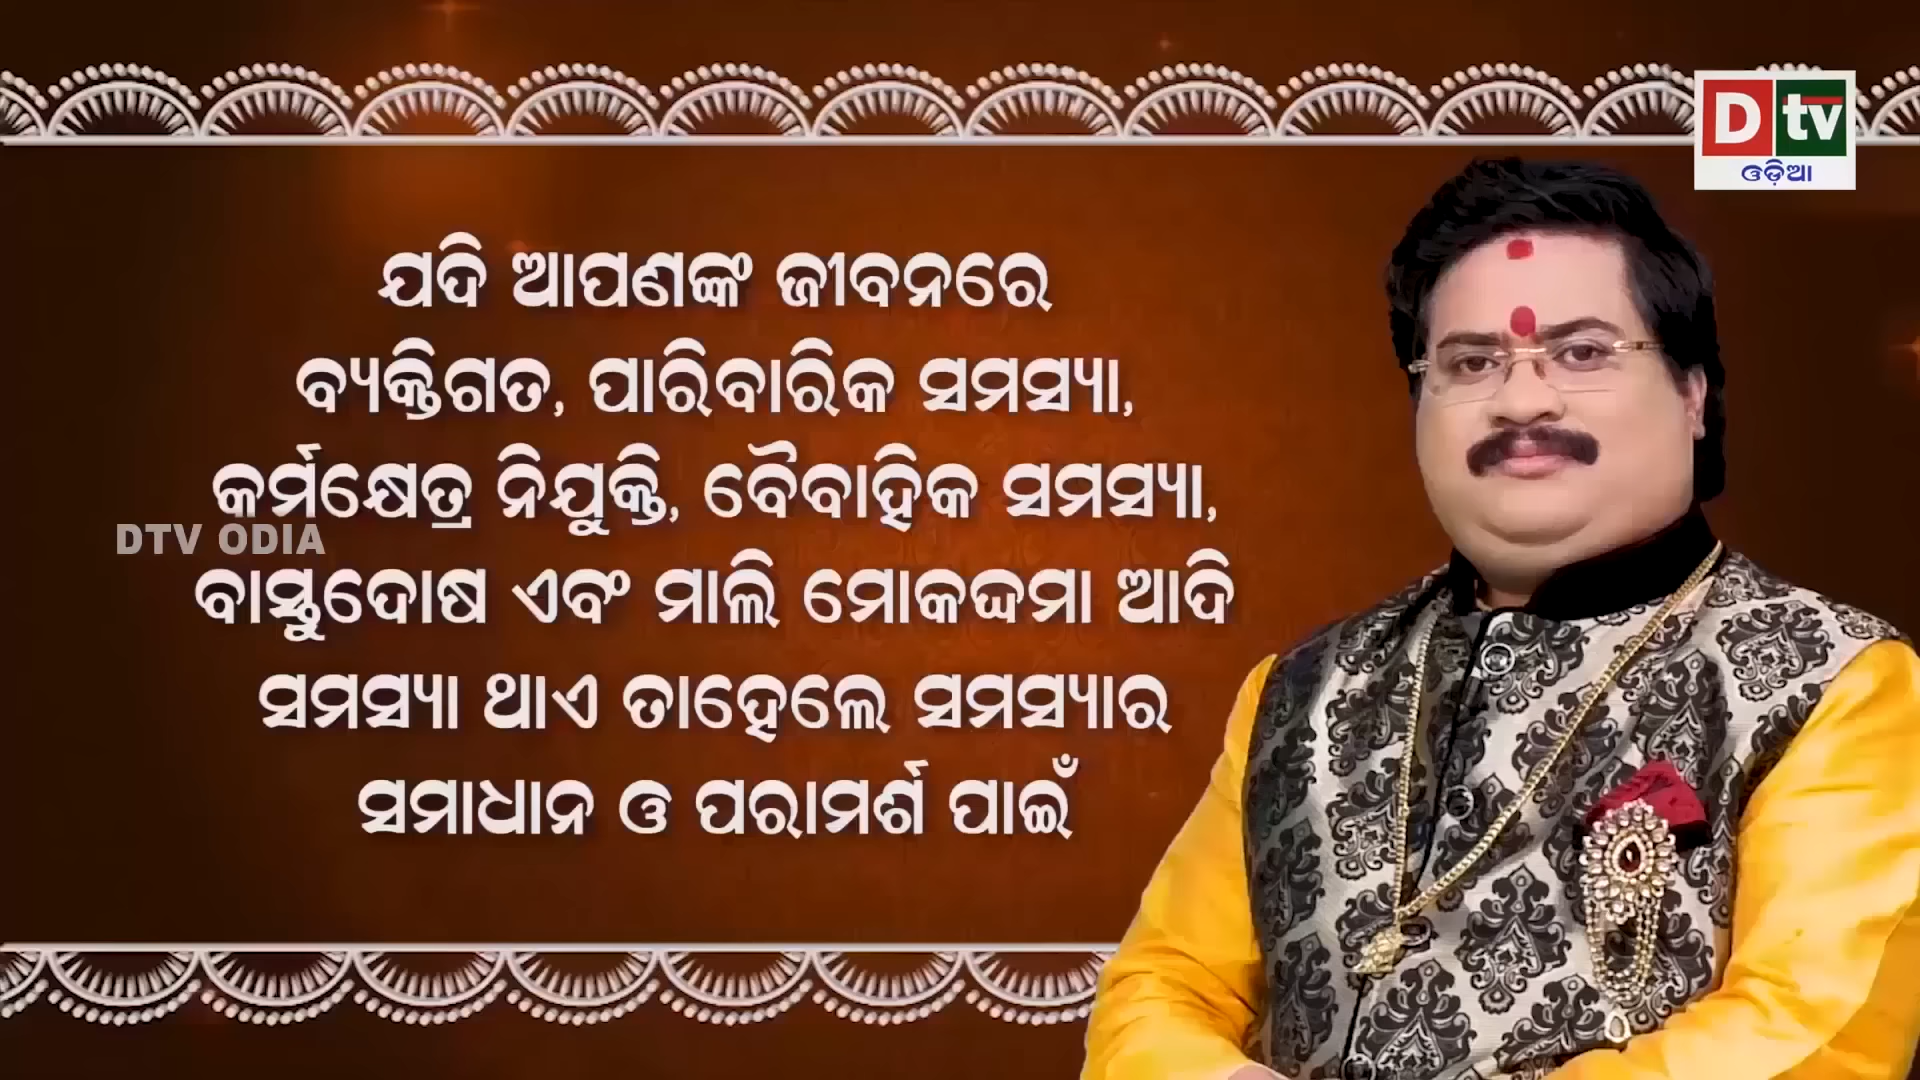 D tv
ଓଡ଼ିଆ
ଯଦି ଆପଣଙ୍କ ଜୀବନରେ
ବ୍ୟକ୍ତିଗତ, ପାରିବାରିକ ସମସ୍ୟା,
କର୍ମକ୍ଷେତ୍ର ନିଯୁକ୍ତି, ବୈବାହିକ ସମସ୍ୟା,
DTV ODIA
ବାସ୍ତୁଦୋଷ ଏବଂ ମାଲି ମୋକଦ୍ଦମା ଆଦି
ସମସ୍ୟା ଥାଏ ତାହେଲେ ସମସ୍ୟାର
ସମାଧାନ ଓ ପରାମର୍ଶ ପାଇଁ